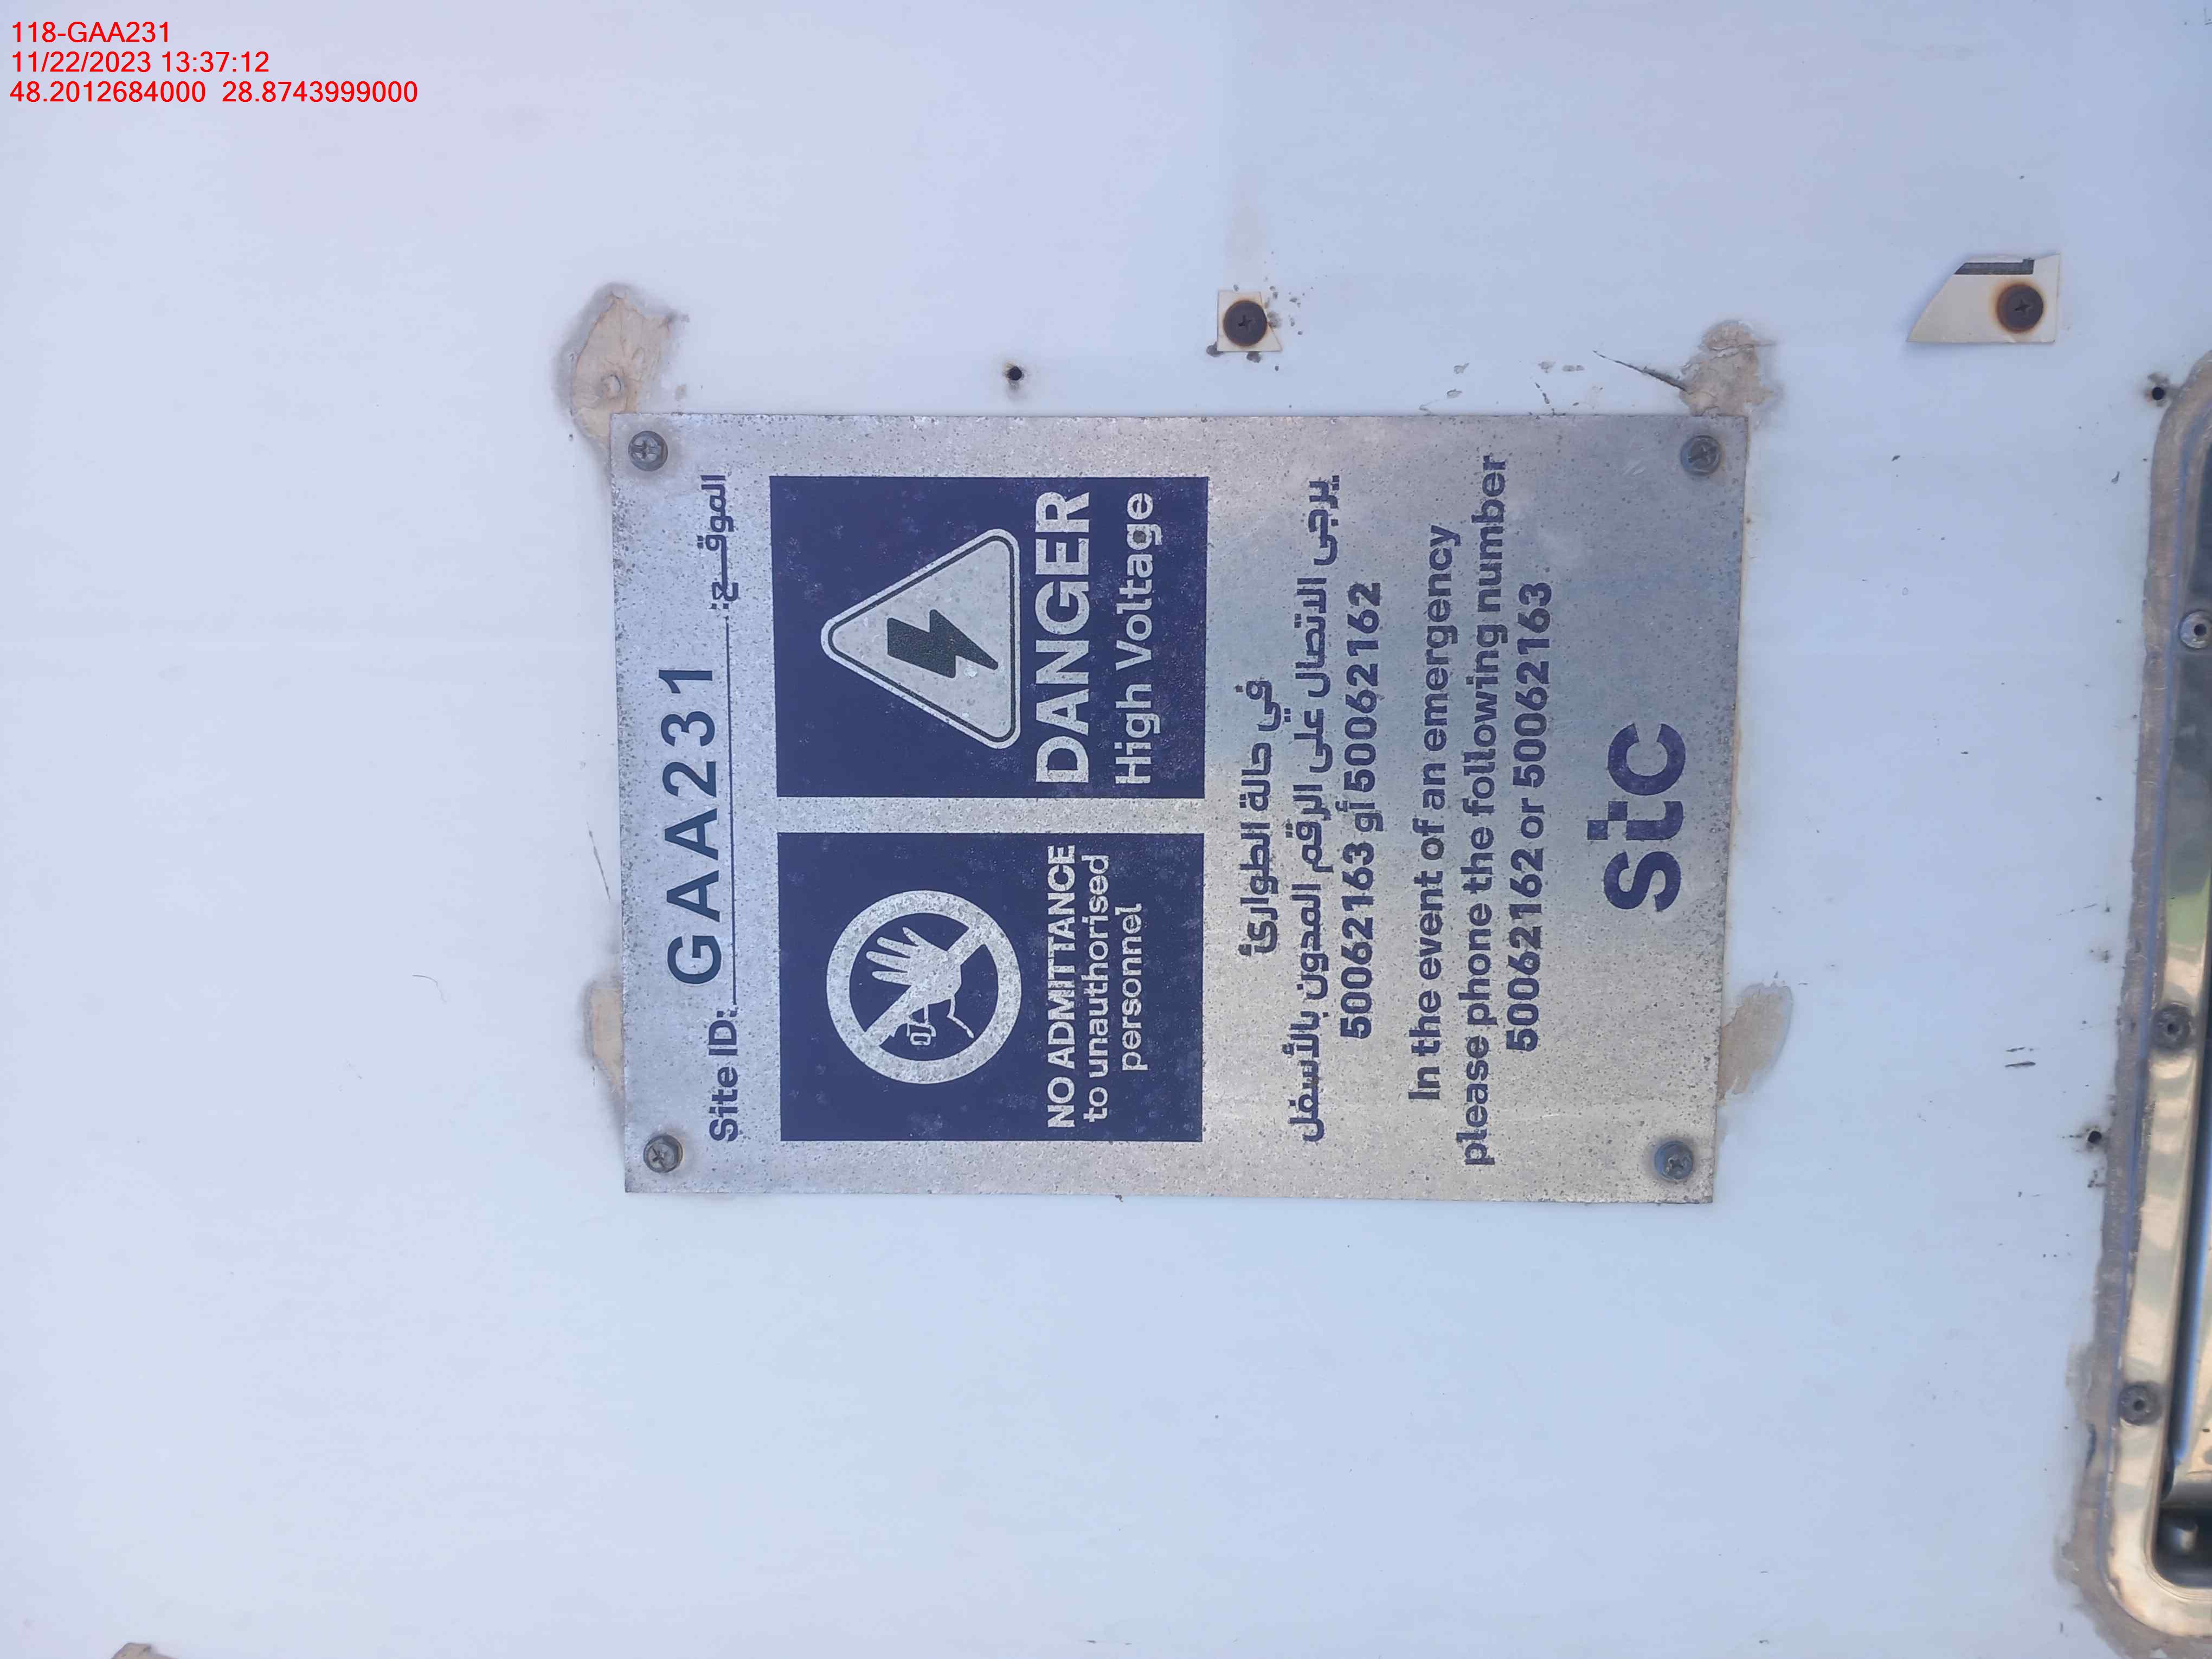 118-GAA231
11/22/2023 13:37:12
48.2012684000 28.8743999000
Site ID: GAA231 الموقـــع:
NO ADMITTANCE
to unauthorised
personnel
DANGER
High Voltage
في حالة الطوارئ
يرجى الاتصال على الرقم المدون بالأسفل
50062163 أو 50062162
In the event of an emergency
please phone the following number
50062162 or 50062163
stc